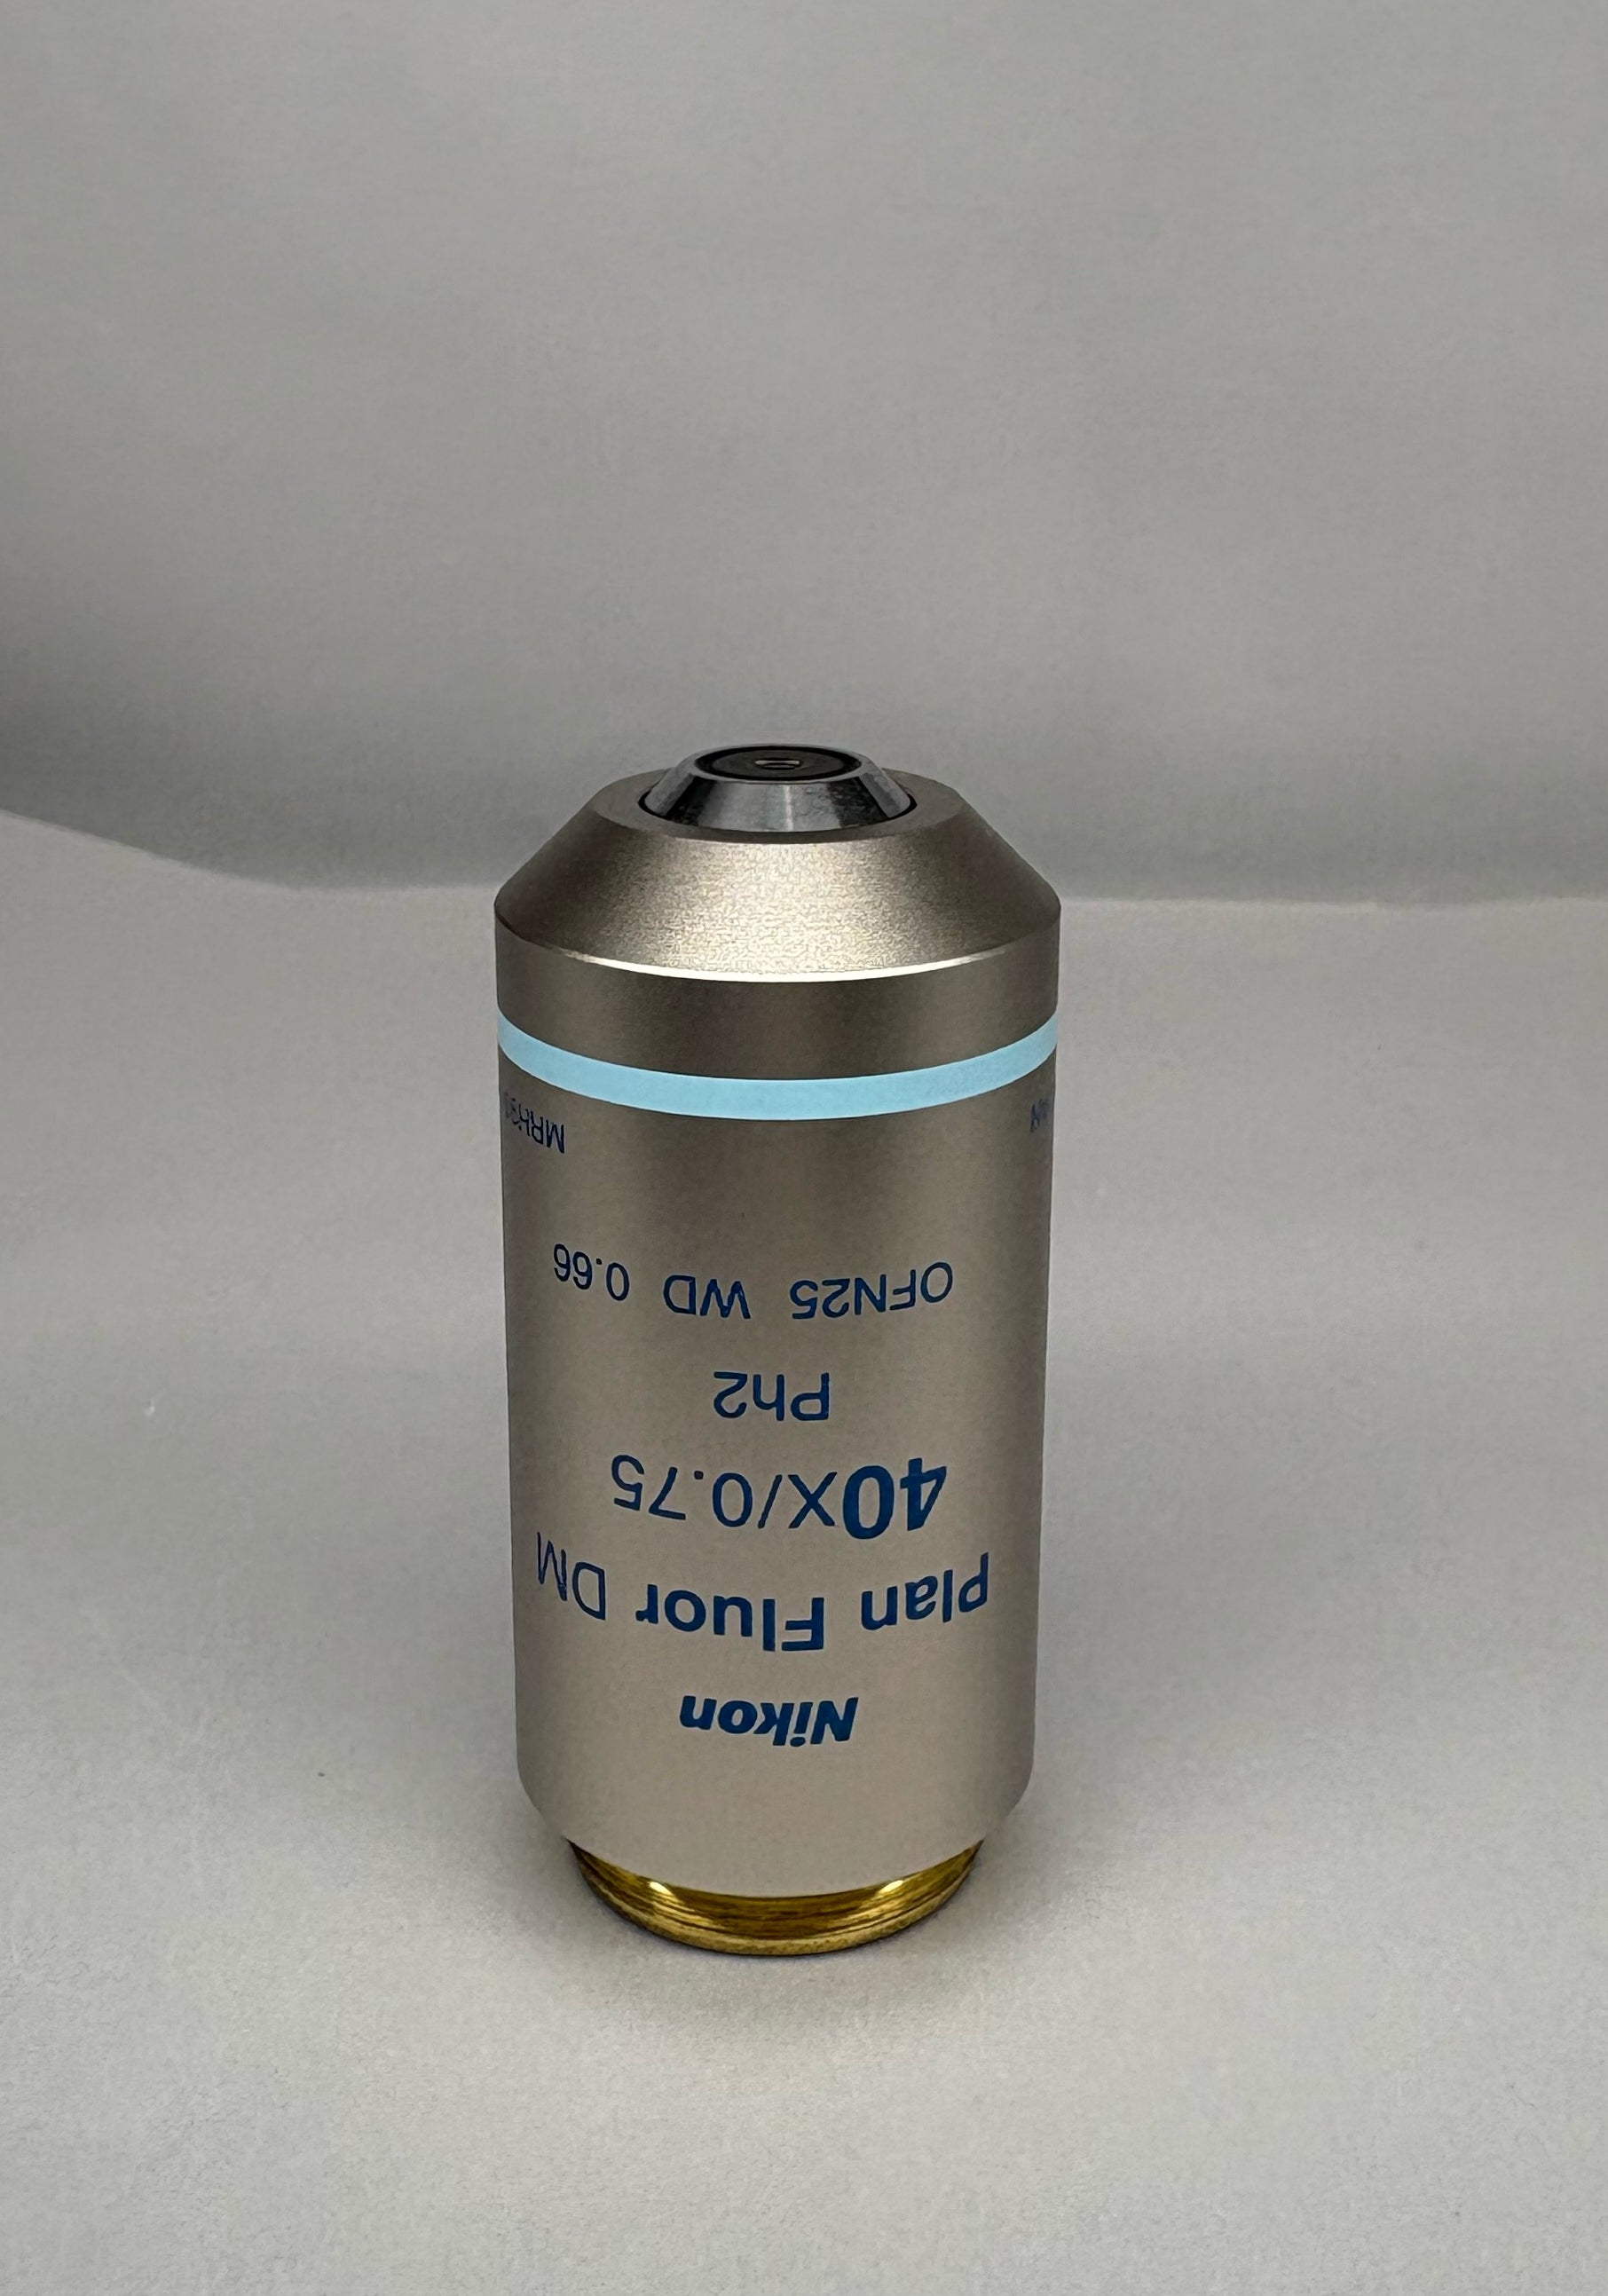 Nikon
Plan Fluor DM
40x/0.75
Ph2
OFN25 WD 0.66